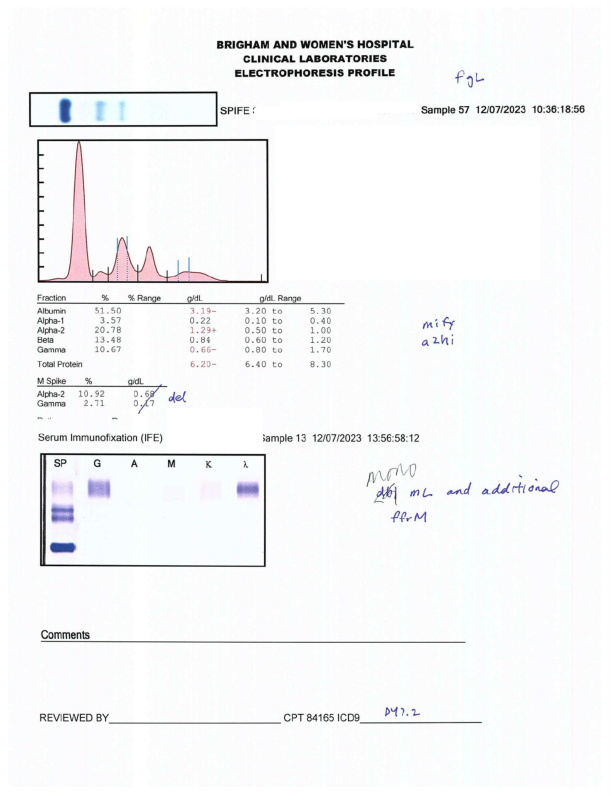 BRIGHAM AND WOMEN'S HOSPITAL
CLINICAL LABORATORIES
ELECTROPHORESIS PROFILE
fgL
SPIFE
Sample 57 12/07/2023 10:36:18:56
Fraction % % Range g/dL g/dL Range
Albumin 51.50 3.19- 3.20 to 5.30
Alpha-1 3.57 0.22 0.10 to 0.40
Alpha-2 20.78 1.29+ 0.50 to 1.00
Beta 13.48 0.84 0.60 to 1.20
Gamma 10.67 0.66- 0.80 to 1.70
Total Protein 6.20- 6.40 to 8.30
mify
a2hi
M Spike % g/dL
Alpha-2 10.92 0.68
Gamma 2.71 0.17
del
Serum Immunofixation (IFE)
Sample 13 12/07/2023 13:56:58:12
SP G A M K λ
mono
mL and additional
ffrM
Comments
REVIEWED BY CPT 84165 ICD9 D47.2